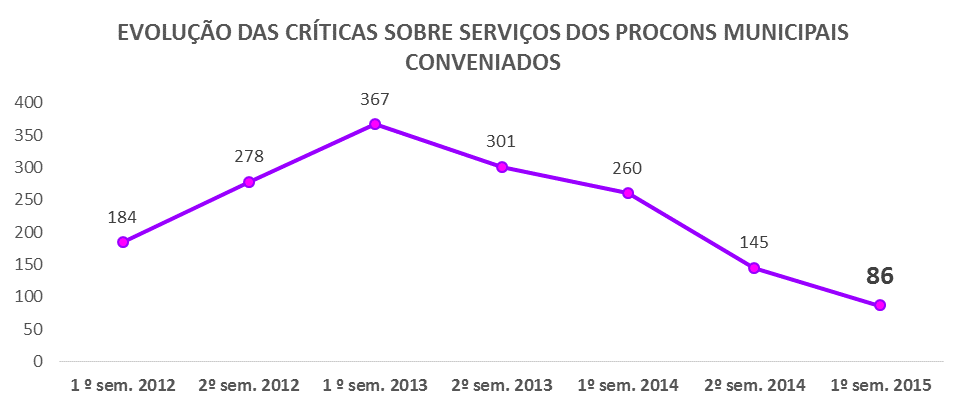 EVOLUÇÃO DAS CRÍTICAS SOBRE SERVIÇOS DOS PROCONS MUNICIPAIS
CONVENIADOS
400
350
300
250
200
150
100
50
0
184
278
367
301
260
145
86
1 º sem. 2012
2º sem. 2012
1 º sem. 2013
2º sem. 2013
1º sem. 2014
2º sem. 2014
1º sem. 2015